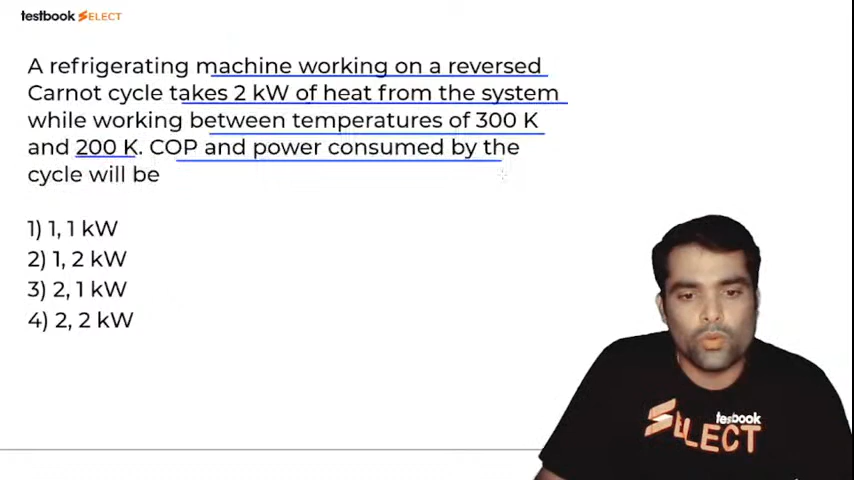 testbook SELECT
A refrigerating machine working on a reversed
Carnot cycle takes 2 kW of heat from the system
while working between temperatures of 300 K
and 200 K. COP and power consumed by the
cycle will be
1) 1, 1 kW
2) 1, 2 kW
3) 2, 1 kW
4) 2, 2 kW
testbook
SELECT